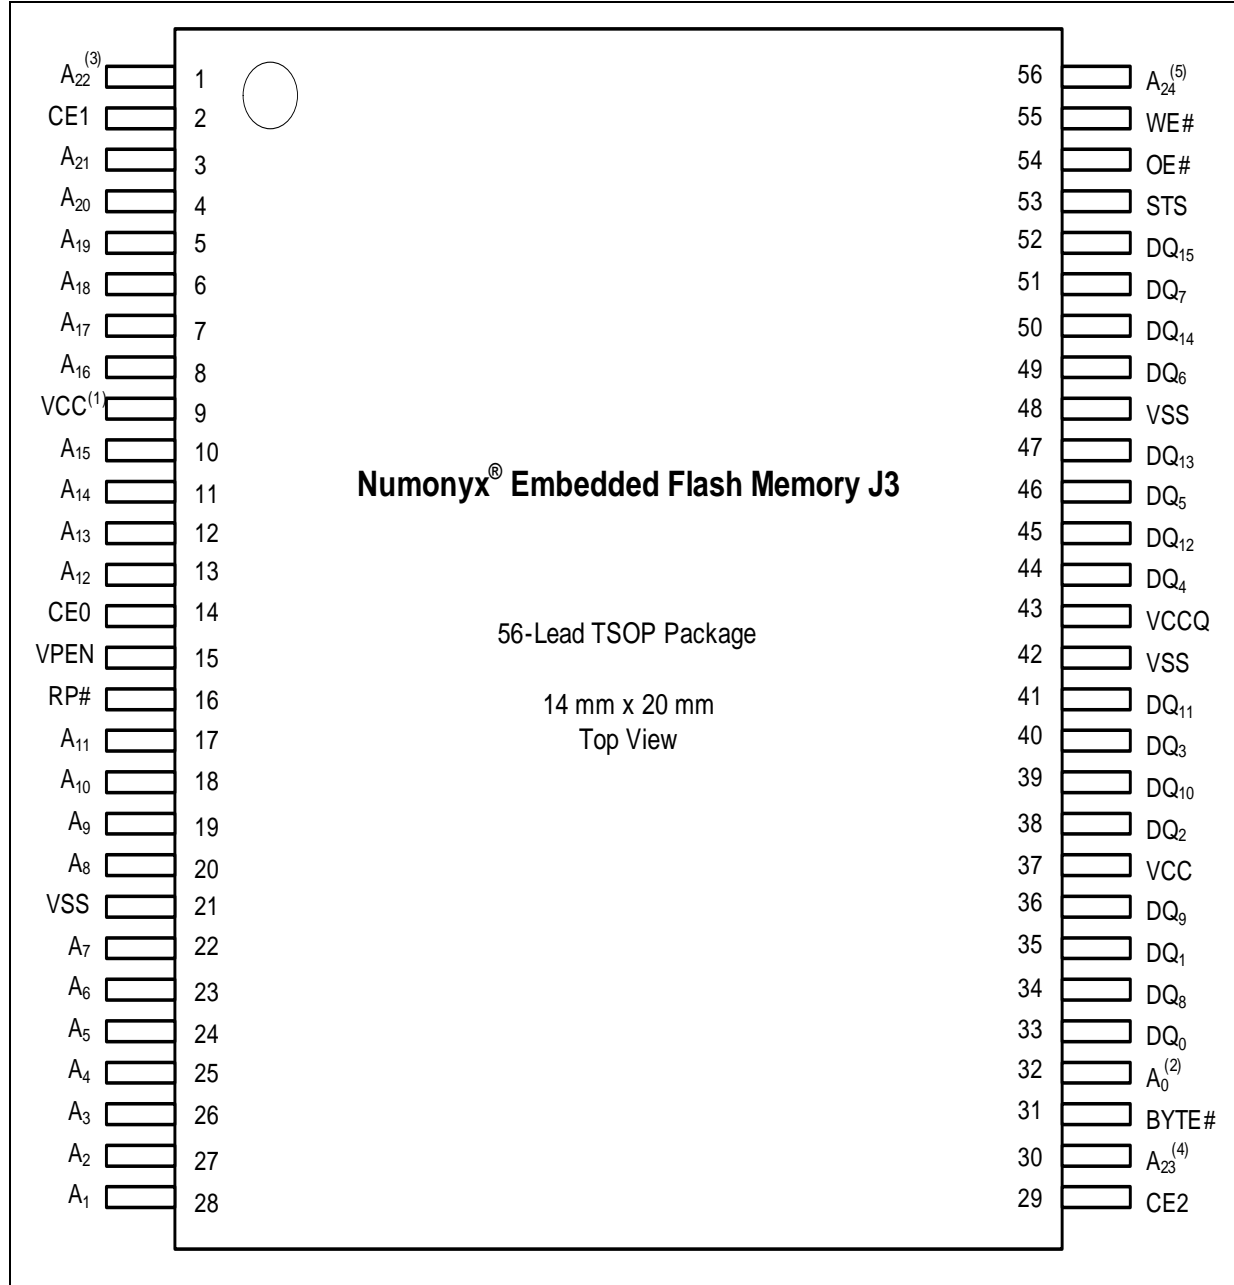 A22(3) 1 56 A24(5)
CE1 2 55 WE#
A21 3 54 OE#
A20 4 53 STS
A19 5 52 DQ15
A18 6 51 DQ7
A17 7 50 DQ14
A16 8 49 DQ6
VCC(1) 9 48 VSS
A15 10 47 DQ13
A14 11 46 DQ5
A13 12 45 DQ12
A12 13 44 DQ4
CE0 14 43 VCCQ
VPEN 15 42 VSS
RP# 16 41 DQ11
A11 17 40 DQ3
A10 18 39 DQ10
A9 19 38 DQ2
A8 20 37 VCC
VSS 21 36 DQ9
A7 22 35 DQ1
A6 23 34 DQ8
A5 24 33 DQ0
A4 25 32 A0(2)
A3 26 31 BYTE#
A2 27 30 A23(4)
A1 28 29 CE2
Numonyx® Embedded Flash Memory J3
56-Lead TSOP Package
14 mm x 20 mm
Top View